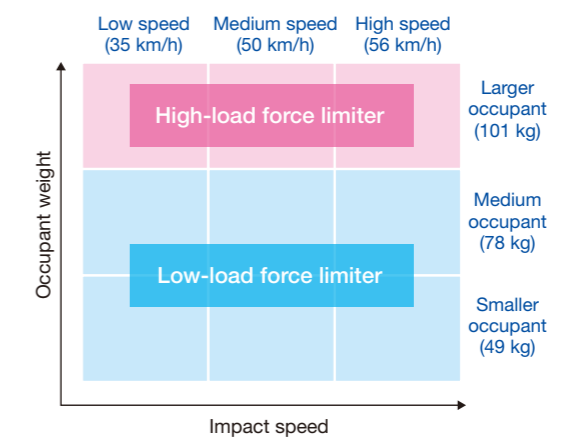 Low speed
(35 km/h)
Medium speed
(50 km/h)
High speed
(56 km/h)
High-load force limiter
Larger
occupant
(101 kg)
Occupant weight
Medium
occupant
(78 kg)
Low-load force limiter
Smaller
occupant
(49 kg)
Impact speed